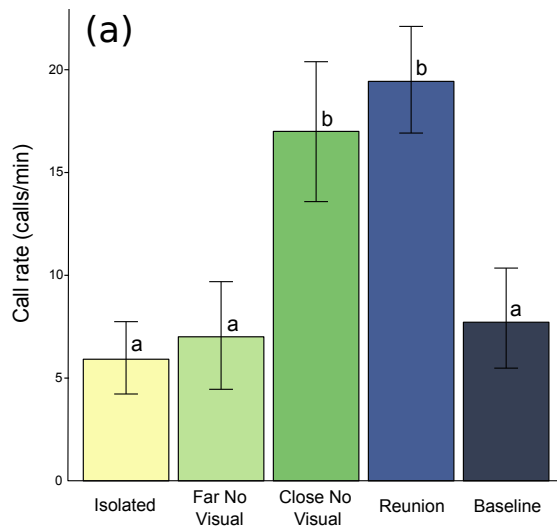 (a)
Call rate (calls/min)
20
15
10
5
0
a
a
b
b
a
Isolated
Far No
Visual
Close No
Visual
Reunion
Baseline